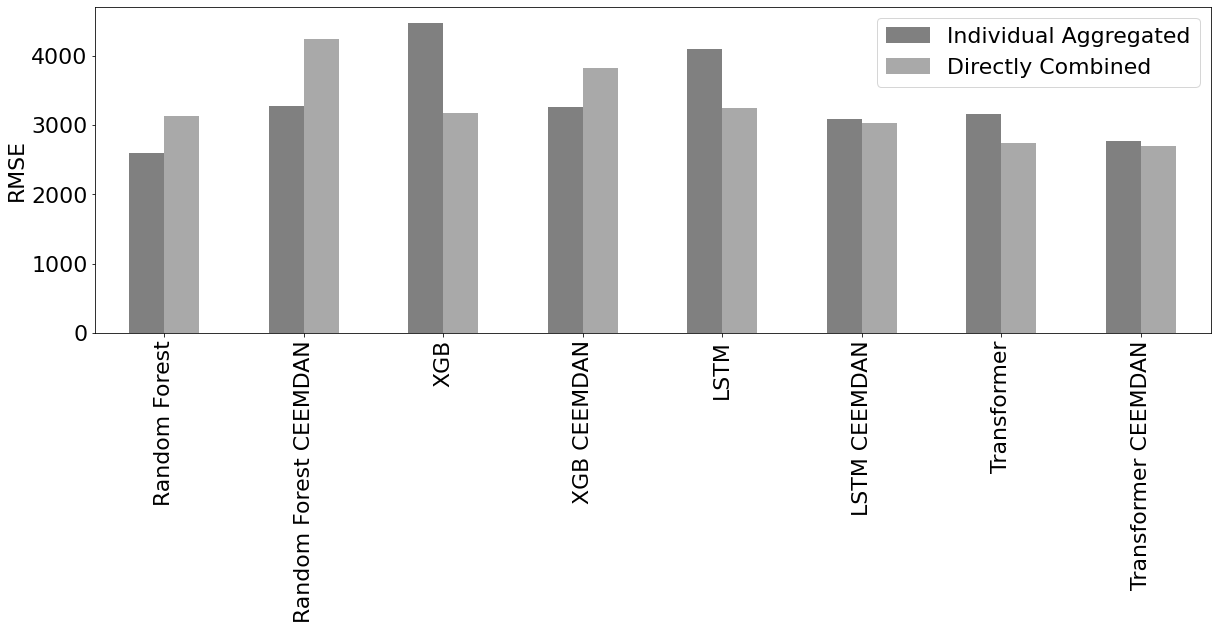 RMSE
4000
3000
2000
1000
0
Individual Aggregated
Directly Combined
Random Forest
Random Forest CEEMDAN
XGB
XGB CEEMDAN
LSTM
LSTM CEEMDAN
Transformer
Transformer CEEMDAN